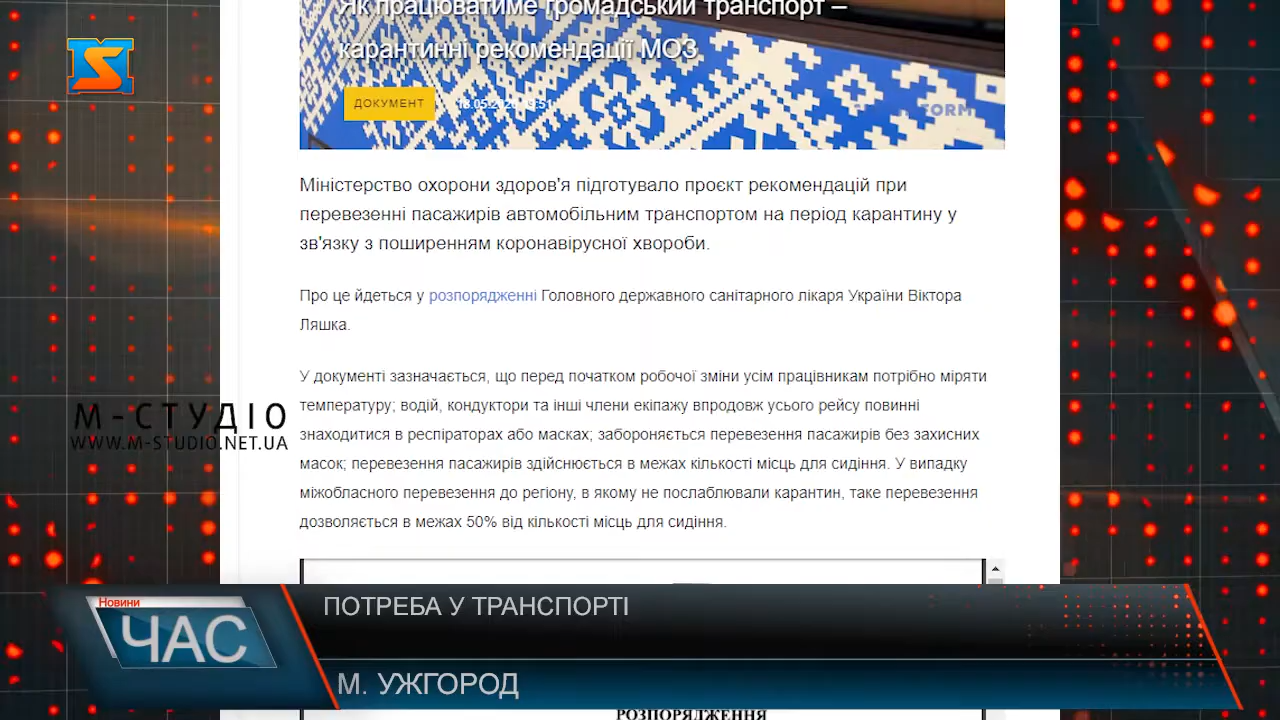 Як працюватиме громадський транспорт –
карантинні рекомендації МОЗ
ДОКУМЕНТ
Міністерство охорони здоров'я підготувало проєкт рекомендацій при
перевезенні пасажирів автомобільним транспортом на період карантину у
зв'язку з поширенням коронавірусної хвороби.
Про це йдеться у розпорядженні Головного державного санітарного лікаря України Віктора
Ляшка.
У документі зазначається, що перед початком робочої зміни усім працівникам потрібно міряти
температуру; водій, кондуктори та інші члени екіпажу впродовж усього рейсу повинні
знаходитися в респіраторах або масках; забороняється перевезення пасажирів без захисних
масок; перевезення пасажирів здійснюється в межах кількості місць для сидіння. У випадку
міжобласного перевезення до регіону, в якому не послаблювали карантин, таке перевезення
дозволяється в межах 50% від кількості місць для сидіння.
М-СТУДІО
WWW.M-STUDIO.NET.UA
Новини
ЧАС
ПОТРЕБА У ТРАНСПОРТІ
М. УЖГОРОД
РОЗПОРЯДЖЕННЯ